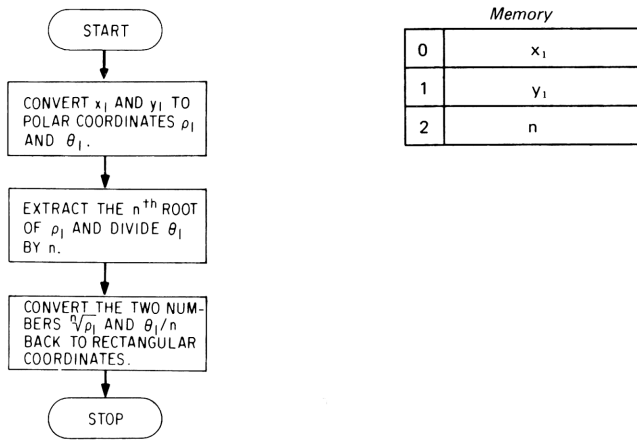 START
CONVERT x₁ AND y₁ TO
POLAR COORDINATES ρ₁
AND θ₁.
EXTRACT THE nᵗʰ ROOT
OF ρ₁ AND DIVIDE θ₁
BY n.
CONVERT THE TWO NUM-
BERS ⁿ√ρ₁ AND θ₁/n
BACK TO RECTANGULAR
COORDINATES.
STOP
Memory
0 x₁
1 y₁
2 n